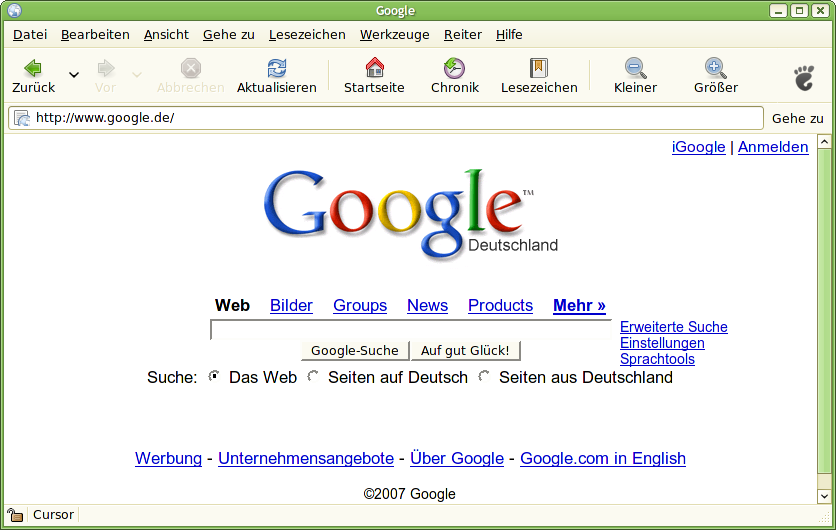 Google
Datei Bearbeiten Ansicht Gehe zu Lesezeichen Werkzeuge Reiter Hilfe
Zurück Vor Abbrechen Aktualisieren Startseite Chronik Lesezeichen Kleiner Größer
http://www.google.de/ Gehe zu
iGoogle | Anmelden
Google™
Deutschland
Web Bilder Groups News Products Mehr »
Erweiterte Suche
Einstellungen
Google-Suche Auf gut Glück!
Sprachtools
Suche: Das Web Seiten auf Deutsch Seiten aus Deutschland
Werbung - Unternehmensangebote - Über Google - Google.com in English
©2007 Google
Cursor